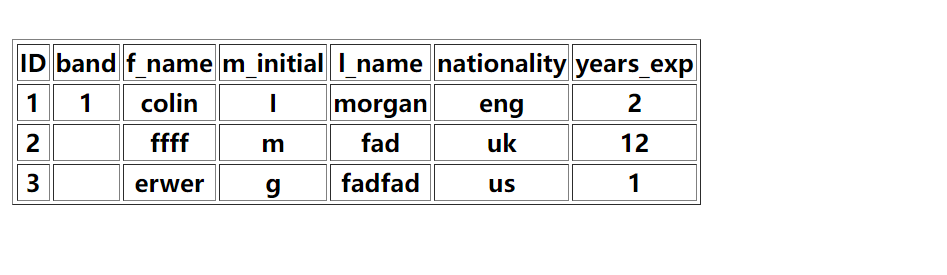 ID band f_name m_initial l_name nationality years_exp
1 1 colin l morgan eng 2
2 ffff m fad uk 12
3 erwer g fadfad us 1